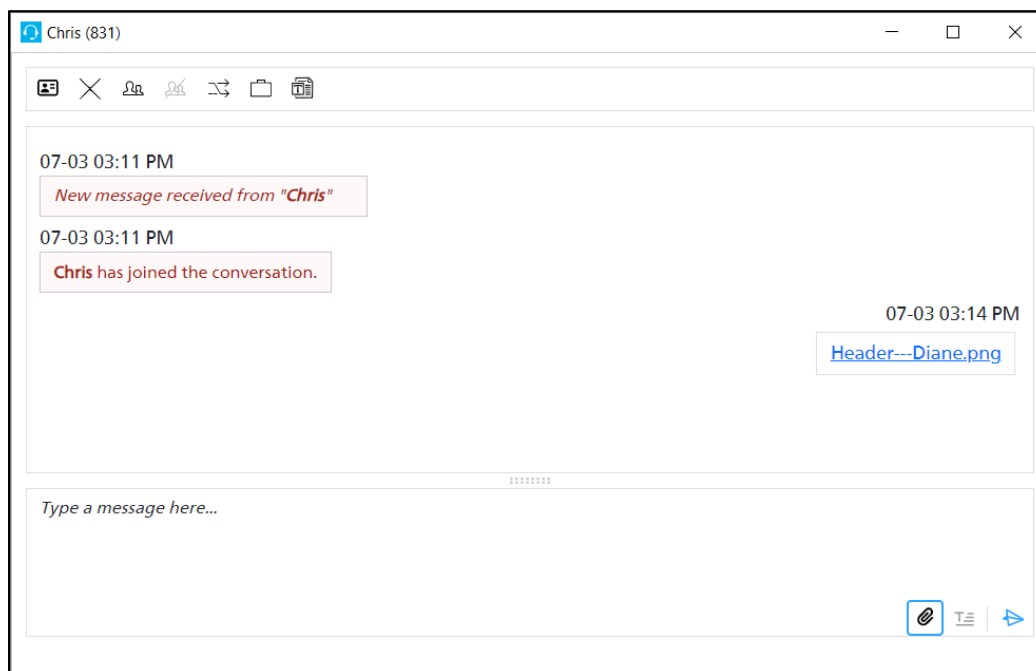 Chris (831)
07-03 03:11 PM
New message received from "Chris"
07-03 03:11 PM
Chris has joined the conversation.
07-03 03:14 PM
Header---Diane.png
Type a message here...